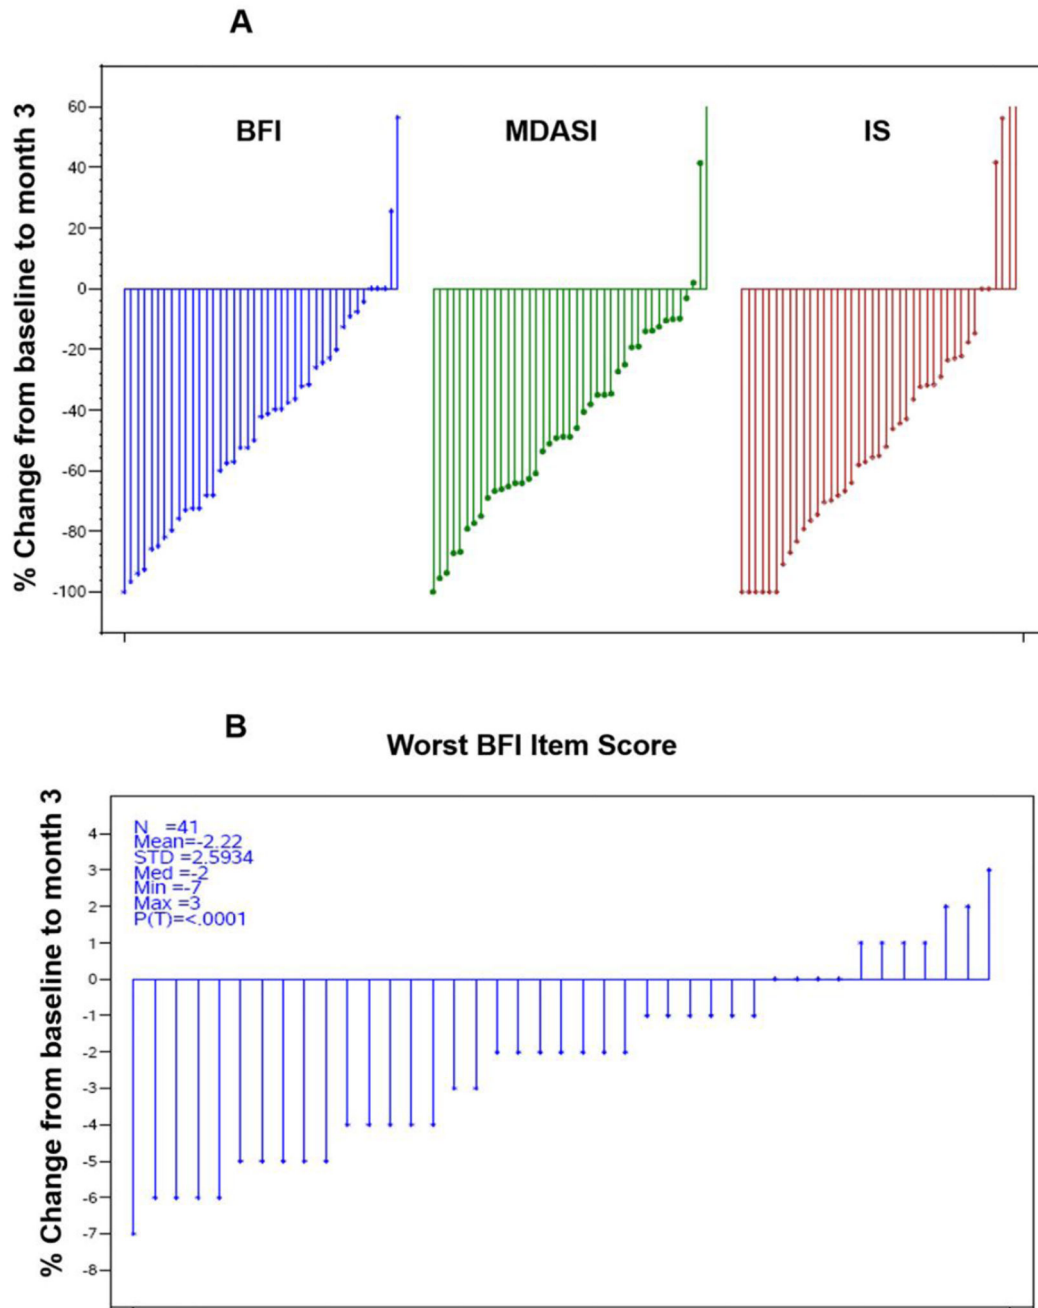 A
% Change from baseline to month 3
BFI MDASI IS
60
40
20
0
-20
-40
-60
-80
-100
B
Worst BFI Item Score
% Change from baseline to month 3
N =41
Mean=-2.22
STD =2.5934
Med =-2
Min =-7
Max =3
P(T)=<.0001
4
3
2
1
0
-1
-2
-3
-4
-5
-6
-7
-8